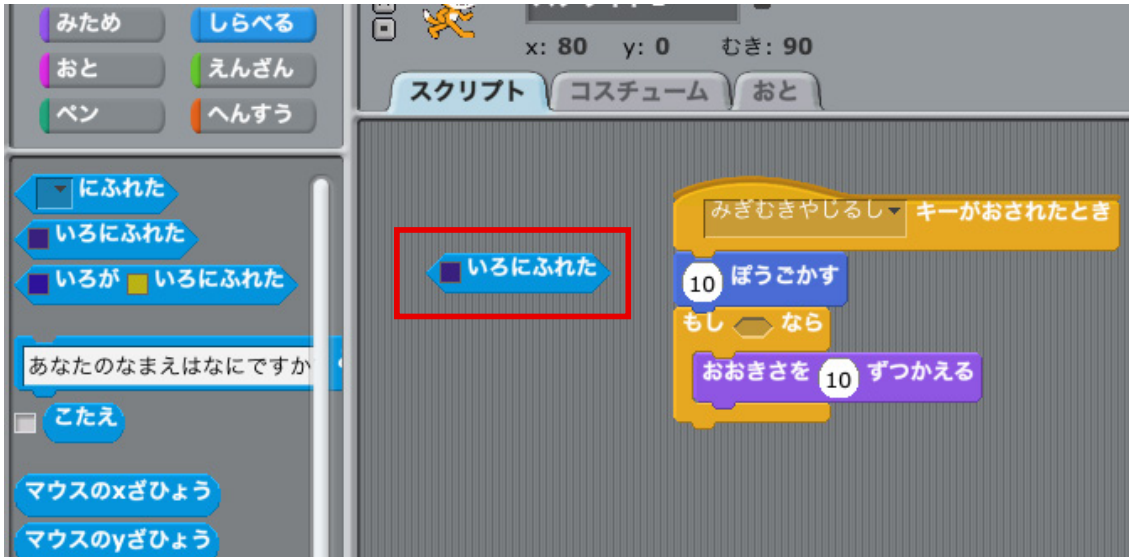 みため
しらべる
おと
えんざん
ペン
へんすう
x: 80 y: 0 むき: 90
スクリプト
コスチューム
おと
にふれた
いろにふれた
いろが いろにふれた
あなたのなまえはなにですか
こたえ
マウスのxざひょう
マウスのyざひょう
いろにふれた
みぎむきやじるし キーがおされたとき
10 ぽうごかす
もし なら
おおきさを 10 ずつかえる